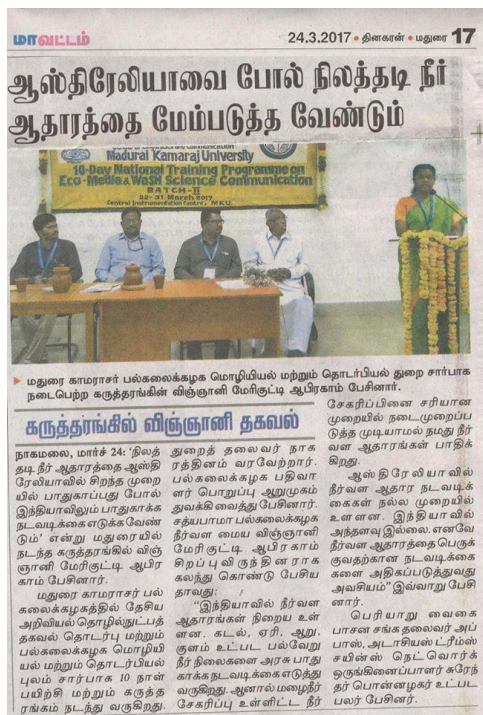 மாவட்டம்
24.3.2017 • தினகரன் • மதுரை 17
ஆஸ்திரேலியாவை போல் நிலத்தடி நீர்
ஆதாரத்தை மேம்படுத்த வேண்டும்
Madurai Kamaraj University
10-Day National Training Programme on
Eco-Media & WaSH Science Communication
BATCH-II
22-31 March 2017
Central Instrumentation Centre, MKU.
மதுரை காமராசர் பல்கலைக்கழக மொழியியல் மற்றும் தொடர்பியல் துறை சார்பாக
நடைபெற்ற கருத்தரங்கின் விஞ்ஞானி மேரிகுட்டி ஆபிரகாம் பேசினார்.
கருத்தரங்கில் விஞ்ஞானி தகவல்
நாகமலை, மார்ச் 24: 'நிலத்
தடி நீர் ஆதாரத்தை ஆஸ்தி
ரேலியாவில் சிறந்த முறை
யில் பாதுகாப்பது போல்
இந்தியாவிலும் பாதுகாக்க
நடவடிக்கை எடுக்க வேண்
டும்' என்று மதுரையில்
நடந்த கருத்தரங்கில் விஞ்
ஞானி மேரிகுட்டி ஆபிர
காம் பேசினார்.
மதுரை காமராசர் பல்
கலைக்கழகத்தில் தேசிய
அறிவியல் தொழில்நுட்பத்
தகவல் தொடர்பு மற்றும்
பல்கலைக்கழக மொழியி
யல் மற்றும் தொடர்பியல்
புலம் சார்பாக 10 நாள்
பயிற்சி மற்றும் கருத்த
ரங்கம் நடந்து வருகிறது.
துறைத் தலைவர் நாக
ரத்தினம் வரவேற்றார்.
பல்கலைக்கழக பதிவா
ளர் பொறுப்பு ஆறுமுகம்
துவக்கி வைத்து பேசினார்.
சத்யபாமா பல்கலைக்கழக
நீர்வள மைய விஞ்ஞானி
மேரிகுட்டி ஆபிரகாம்
சிறப்பு விருந்தினராக
கலந்து கொண்டு பேசிய
தாவது:
"இந்தியாவில் நீர்வள
ஆதாரங்கள் நிறைய உள்
ளன. கடல், ஏரி, ஆறு,
குளம் உட்பட பல்வேறு
நீர் நிலைகளை அரசு பாது
காக்க நடவடிக்கை எடுத்து
வருகிறது. ஆனால் மழைநீர்
சேகரிப்பு உள்ளிட்ட நீர்
சேகரிப்பினை சரியான
முறையில் நடைமுறைப்ப
டுத்த முடியாமல் நமது நீர்
வள ஆதாரங்கள் பாதிக்
கிறது.
ஆஸ்திரேலியாவில்
நீர்வள ஆதார நடவடிக்
கைகள் நல்ல முறையில்
உள்ளன. இந்தியாவில்
அந்தளவு இல்லை. எனவே
நீர்வள ஆதாரத்தை பெருக்
குவதற்கான நடவடிக்கை
களை அதிகப்படுத்துவது
அவசியம்" இவ்வாறு பேசி
னார்.
பெரியாறு வைகை
பாசன சங்க தலைவர் அப்
பாஸ், அடாசியஸ் ட்ரீம்ஸ்
சயின்ஸ் நெட்வொர்க்
ஒருங்கிணைப்பாளர் சுரேந்
தர் பொன்னழகர் உட்பட
பலர் பேசினர்.